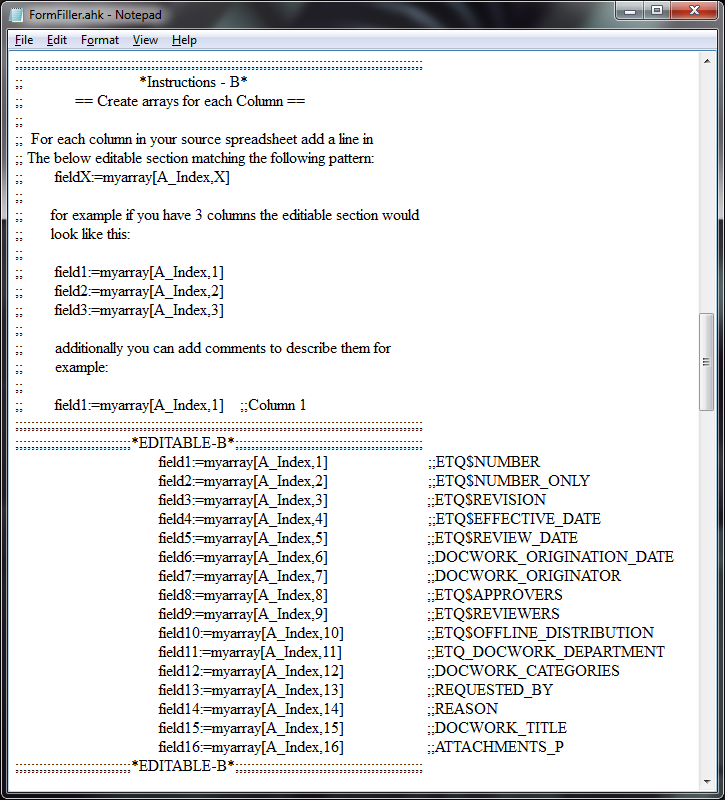 FormFiller.ahk - Notepad
File Edit Format View Help
;;;;;;;;;;;;;;;;;;;;;;;;;;;;;;;;;;;;;;;;;;;;;;;;;;;;;;;;;;;;;;;;;;;;;;;;;;;;;;;;;;;;;;;;;;;;;;;;;;;;;
;; *Instructions - B*
;; == Create arrays for each Column ==
;;
;; For each column in your source spreadsheet add a line in
;; The below editable section matching the following pattern:
;; fieldX:=myarray[A_Index,X]
;;
;; for example if you have 3 columns the editiable section would
;; look like this:
;;
;; field1:=myarray[A_Index,1]
;; field2:=myarray[A_Index,2]
;; field3:=myarray[A_Index,3]
;;
;; additionally you can add comments to describe them for
;; example:
;;
;; field1:=myarray[A_Index,1] ;;Column 1
;;;;;;;;;;;;;;;;;;;;;;;;;;;;;;;;;;;;;;;;;;;;;;;;;;;;;;;;;;;;;;;;;;;;;;;;;;;;;;;;;;;;;;;;;;;;;;;;;;;;;
;;;;;;;;;;;;;;;;;;;;;;;;;;;;;*EDITABLE-B*;;;;;;;;;;;;;;;;;;;;;;;;;;;;;;;;;;;;;;;;;;;;;;;
field1:=myarray[A_Index,1] ;;ETQ$NUMBER
field2:=myarray[A_Index,2] ;;ETQ$NUMBER_ONLY
field3:=myarray[A_Index,3] ;;ETQ$REVISION
field4:=myarray[A_Index,4] ;;ETQ$EFFECTIVE_DATE
field5:=myarray[A_Index,5] ;;ETQ$REVIEW_DATE
field6:=myarray[A_Index,6] ;;DOCWORK_ORIGINATION_DATE
field7:=myarray[A_Index,7] ;;DOCWORK_ORIGINATOR
field8:=myarray[A_Index,8] ;;ETQ$APPROVERS
field9:=myarray[A_Index,9] ;;ETQ$REVIEWERS
field10:=myarray[A_Index,10] ;;ETQ$OFFLINE_DISTRIBUTION
field11:=myarray[A_Index,11] ;;ETQ_DOCWORK_DEPARTMENT
field12:=myarray[A_Index,12] ;;DOCWORK_CATEGORIES
field13:=myarray[A_Index,13] ;;REQUESTED_BY
field14:=myarray[A_Index,14] ;;REASON
field15:=myarray[A_Index,15] ;;DOCWORK_TITLE
field16:=myarray[A_Index,16] ;;ATTACHMENTS_P
;;;;;;;;;;;;;;;;;;;;;;;;;;;;;*EDITABLE-B*;;;;;;;;;;;;;;;;;;;;;;;;;;;;;;;;;;;;;;;;;;;;;;;